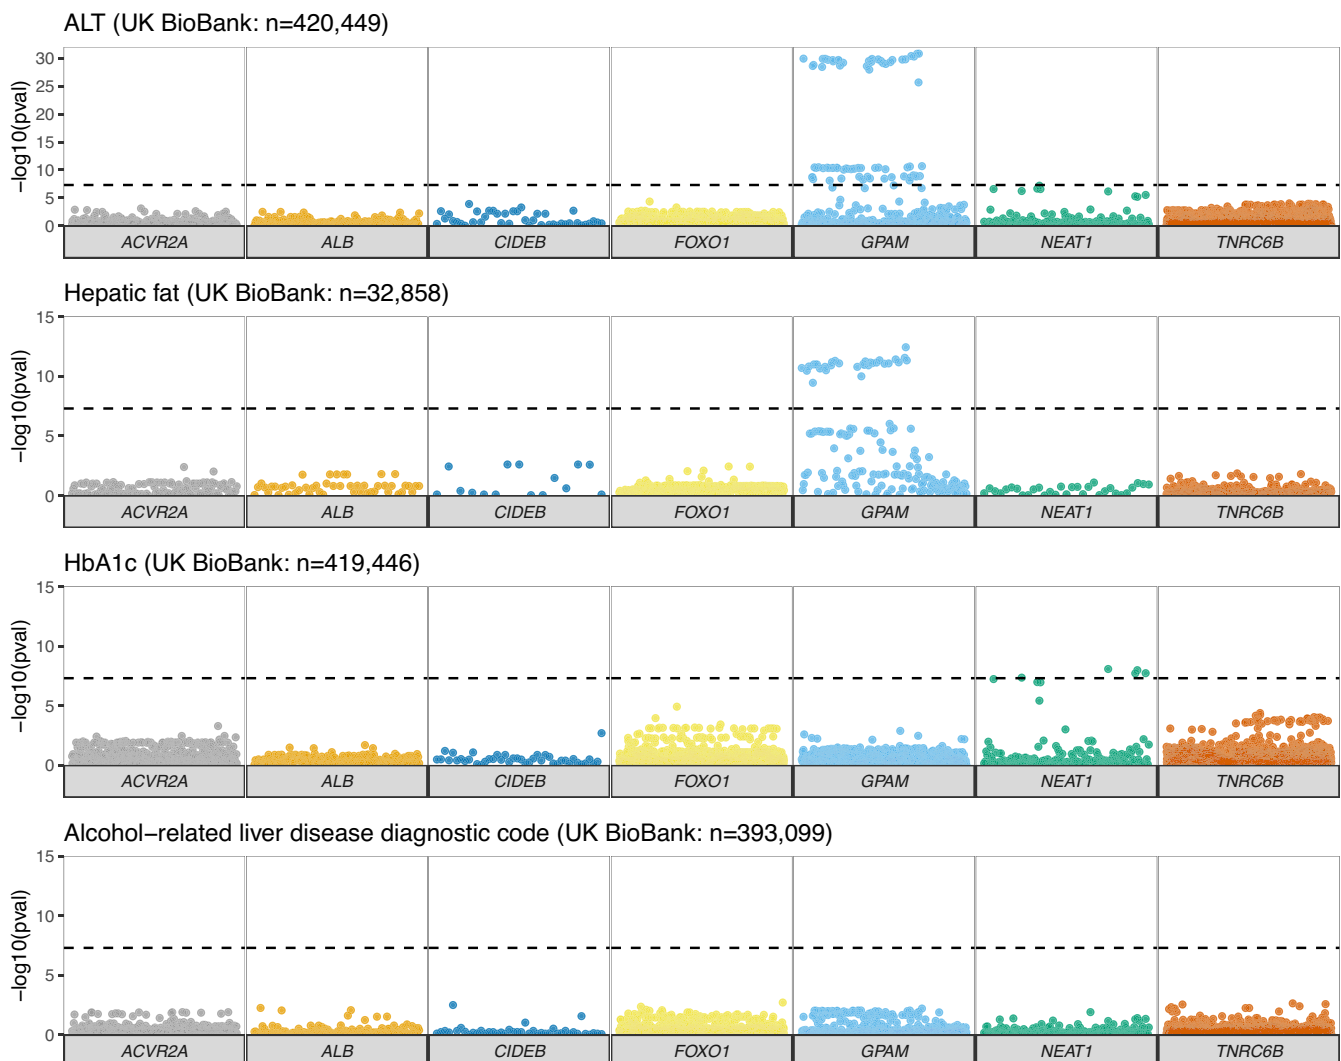 ALT (UK BioBank: n=420,449)
−log10(pval)
30
25
20
15
10
5
0
ACVR2A ALB CIDEB FOXO1 GPAM NEAT1 TNRC6B
Hepatic fat (UK BioBank: n=32,858)
−log10(pval)
15
10
5
0
ACVR2A ALB CIDEB FOXO1 GPAM NEAT1 TNRC6B
HbA1c (UK BioBank: n=419,446)
−log10(pval)
15
10
5
0
ACVR2A ALB CIDEB FOXO1 GPAM NEAT1 TNRC6B
Alcohol−related liver disease diagnostic code (UK BioBank: n=393,099)
−log10(pval)
15
10
5
0
ACVR2A ALB CIDEB FOXO1 GPAM NEAT1 TNRC6B